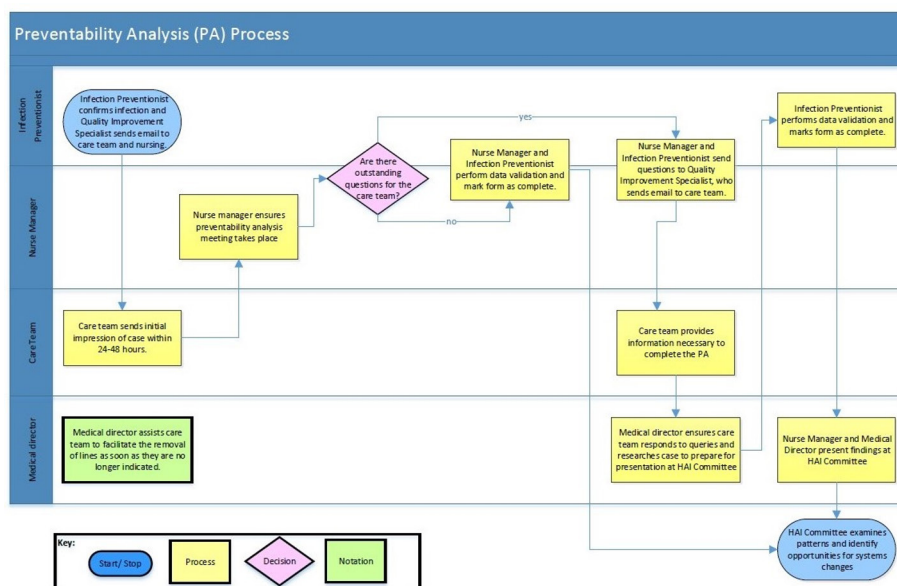 Preventability Analysis (PA) Process
Infection
Preventionist
Infection Preventionist
confirms infection and
Quality Improvement
Specialist sends email to
care team and nursing.
yes
Infection Preventionist
performs data validation and
marks form as complete.
Nurse Manager
Nurse manager ensures
preventability analysis
meeting takes place
Are there
outstanding
questions for the
care team?
no
Nurse Manager and
Infection Preventionist
perform data validation and
mark form as complete.
Nurse Manager and
Infection Preventionist send
questions to Quality
Improvement Specialist, who
sends email to care team.
Care Team
Care team sends initial
impression of case within
24-48 hours.
Care team provides
information necessary to
complete the PA
Medical director
Medical director assists care
team to facilitate the removal
of lines as soon as they are no
longer indicated.
Medical director ensures care
team responds to queries and
researches case to prepare for
presentation at HAI Committee
Nurse Manager and Medical
Director present findings at
HAI Committee
HAI Committee examines
patterns and identify
opportunities for systems
changes
Key:
Start/ Stop
Process
Decision
Notation